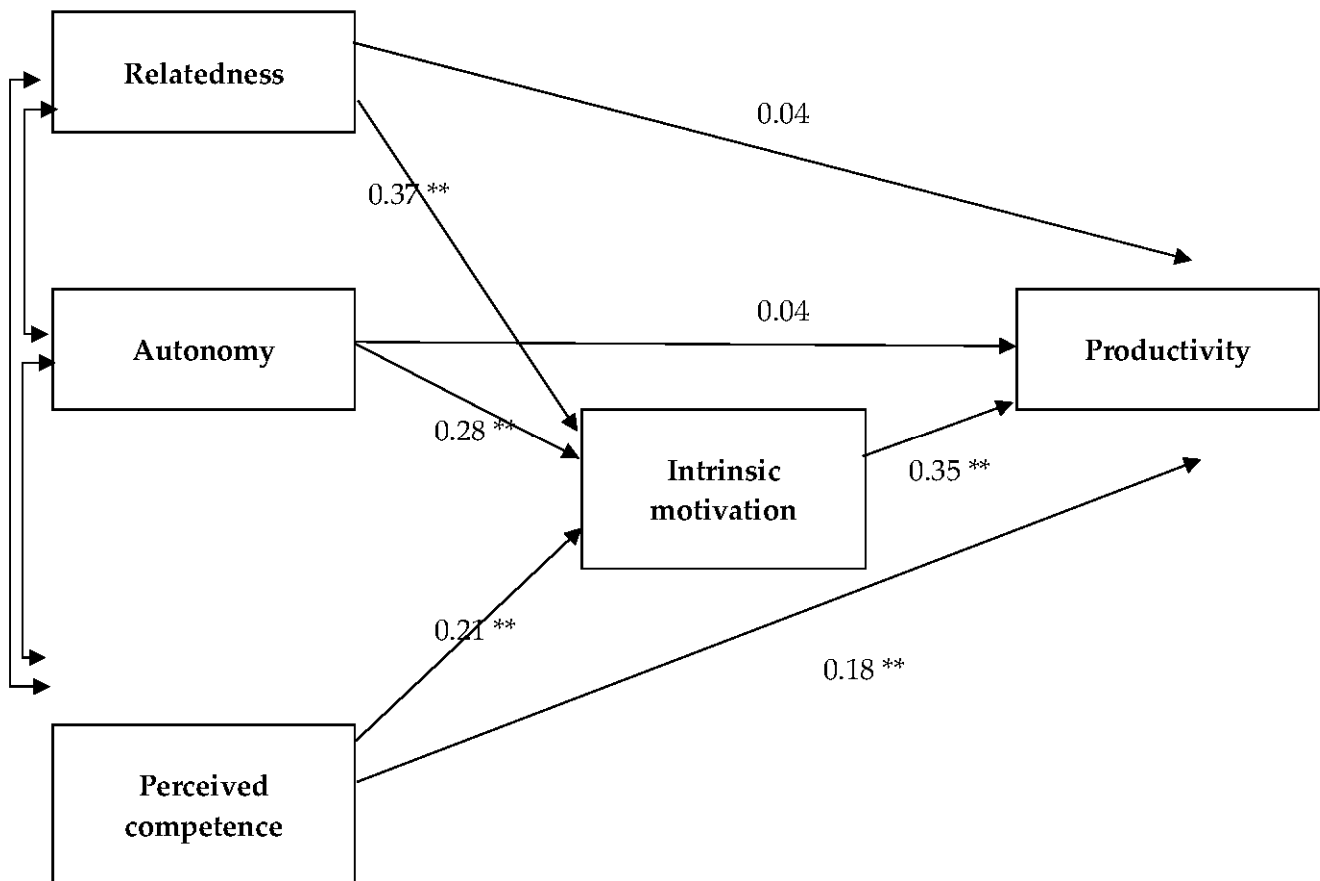 Relatedness
0.04
0.37 **
0.04
Autonomy
Productivity
0.28 **
Intrinsic
motivation
0.35 **
0.21 **
0.18 **
Perceived
competence